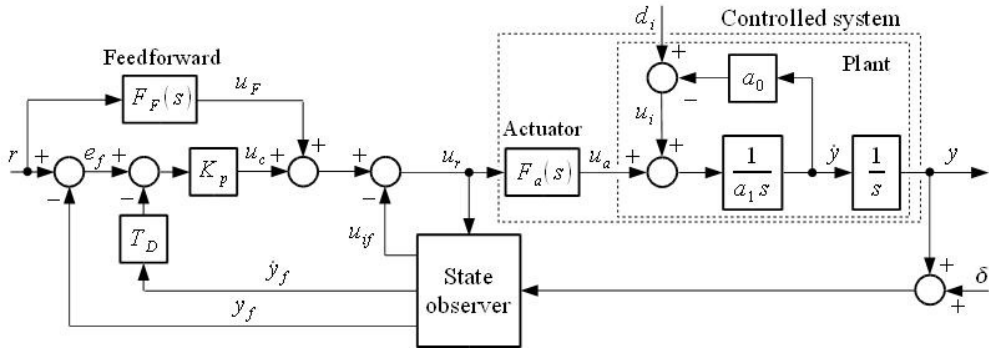 d_i
Controlled system
Feedforward
Plant
F_F(s)
u_F
a_0
u_i
Actuator
r
e_f
K_p
u_c
u_r
F_a(s)
u_a
1/(a_1 s)
ẏ
1/s
y
T_D
u_if
ẏ_f
y_f
State
observer
δ
+
−
+
−
+
+
+
−
+
−
+
+
+
+